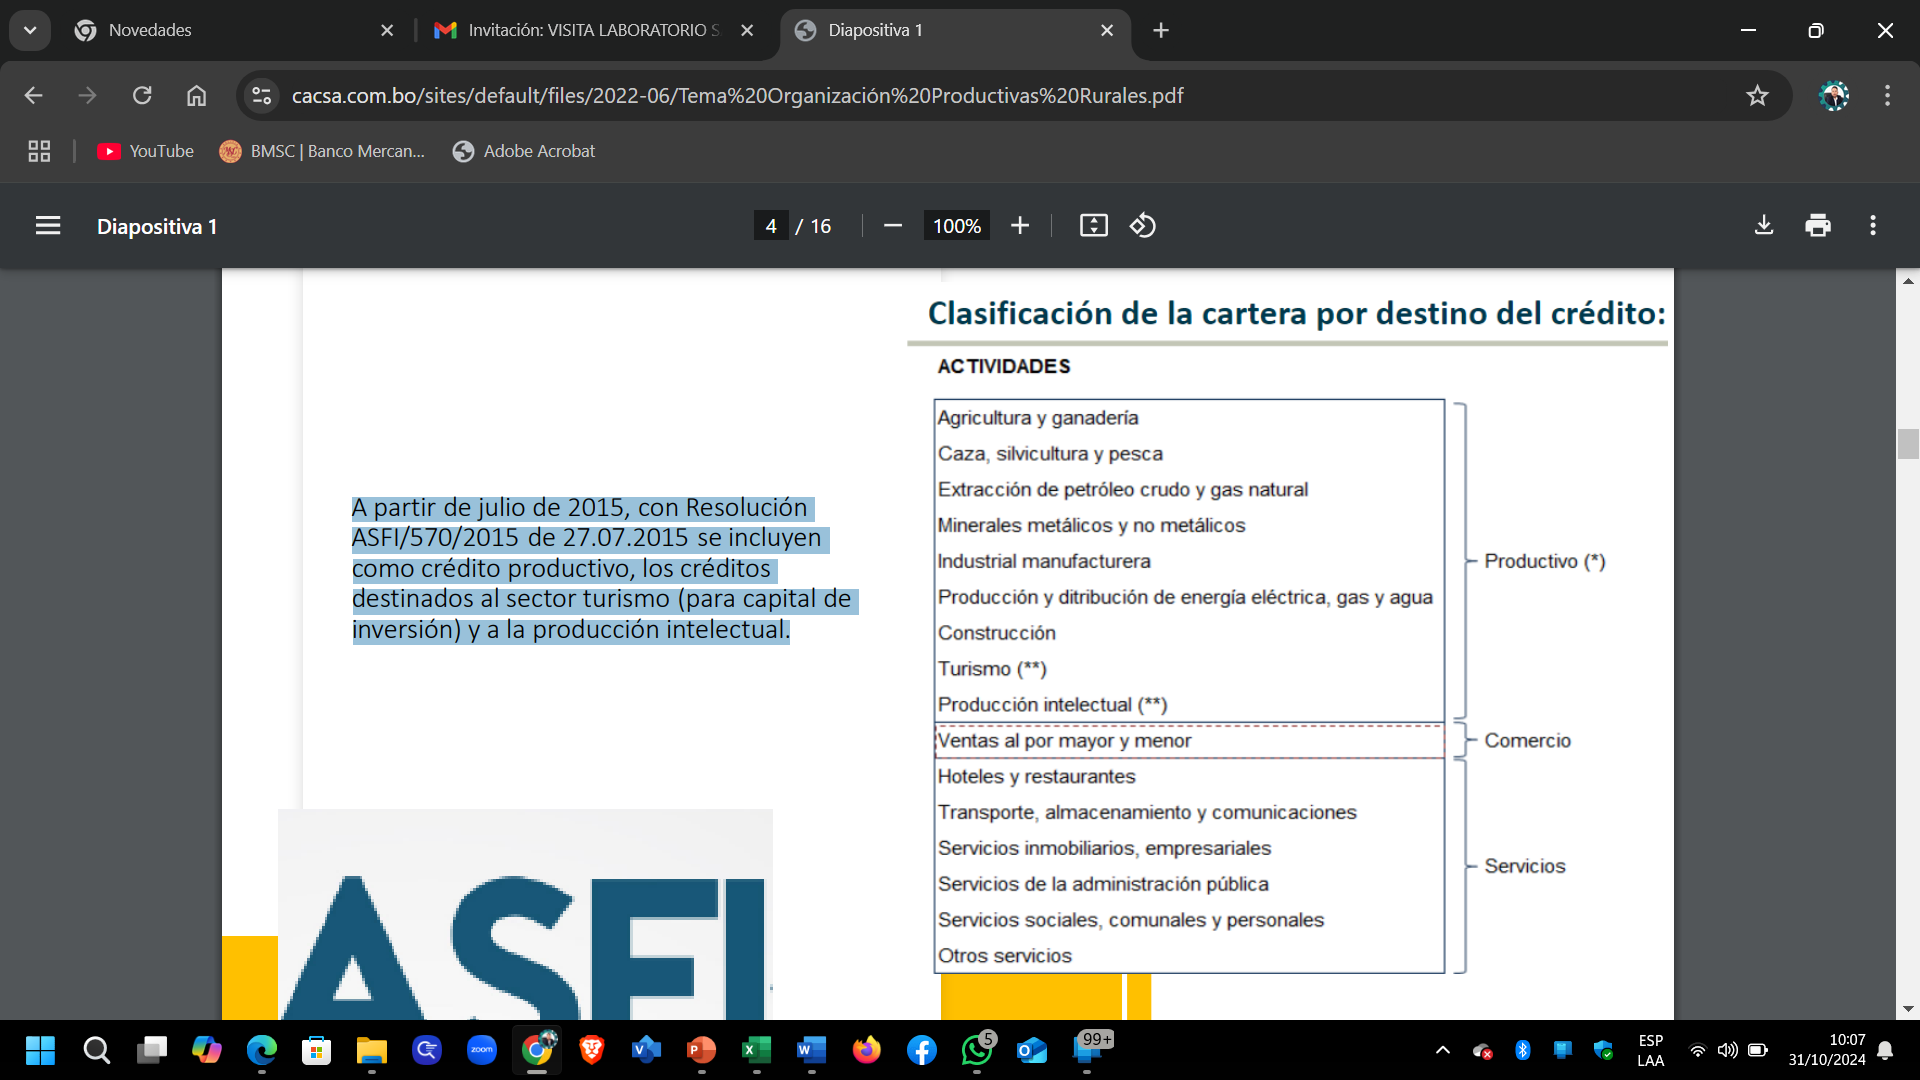 Novedades
Invitación: VISITA LABORATORIO S
Diapositiva 1
cacsa.com.bo/sites/default/files/2022-06/Tema%20Organización%20Productivas%20Rurales.pdf
YouTube
BMSC | Banco Mercan...
Adobe Acrobat
Diapositiva 1
4 / 16
100%
A partir de julio de 2015, con Resolución
ASFI/570/2015 de 27.07.2015 se incluyen
como crédito productivo, los créditos
destinados al sector turismo (para capital de
inversión) y a la producción intelectual.
ASFI
Clasificación de la cartera por destino del crédito:
ACTIVIDADES
Agricultura y ganadería
Caza, silvicultura y pesca
Extracción de petróleo crudo y gas natural
Minerales metálicos y no metálicos
Industrial manufacturera
Producción y ditribución de energía eléctrica, gas y agua
Construcción
Turismo (**)
Producción intelectual (**)
Productivo (*)
Ventas al por mayor y menor
Comercio
Hoteles y restaurantes
Transporte, almacenamiento y comunicaciones
Servicios inmobiliarios, empresariales
Servicios de la administración pública
Servicios sociales, comunales y personales
Otros servicios
Servicios
zoom
5
99+
ESP
LAA
10:07
31/10/2024